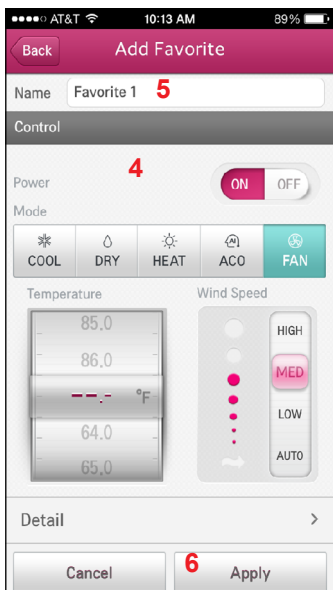 AT&T 10:13 AM 89%
Back Add Favorite
Name Favorite 1 5
Control
4
Power ON OFF
Mode
COOL DRY HEAT ACO FAN
AI
Temperature Wind Speed
85.0
HIGH
86.0
MED
--.- °F
LOW
64.0
AUTO
65.0
Detail >
Cancel 6 Apply